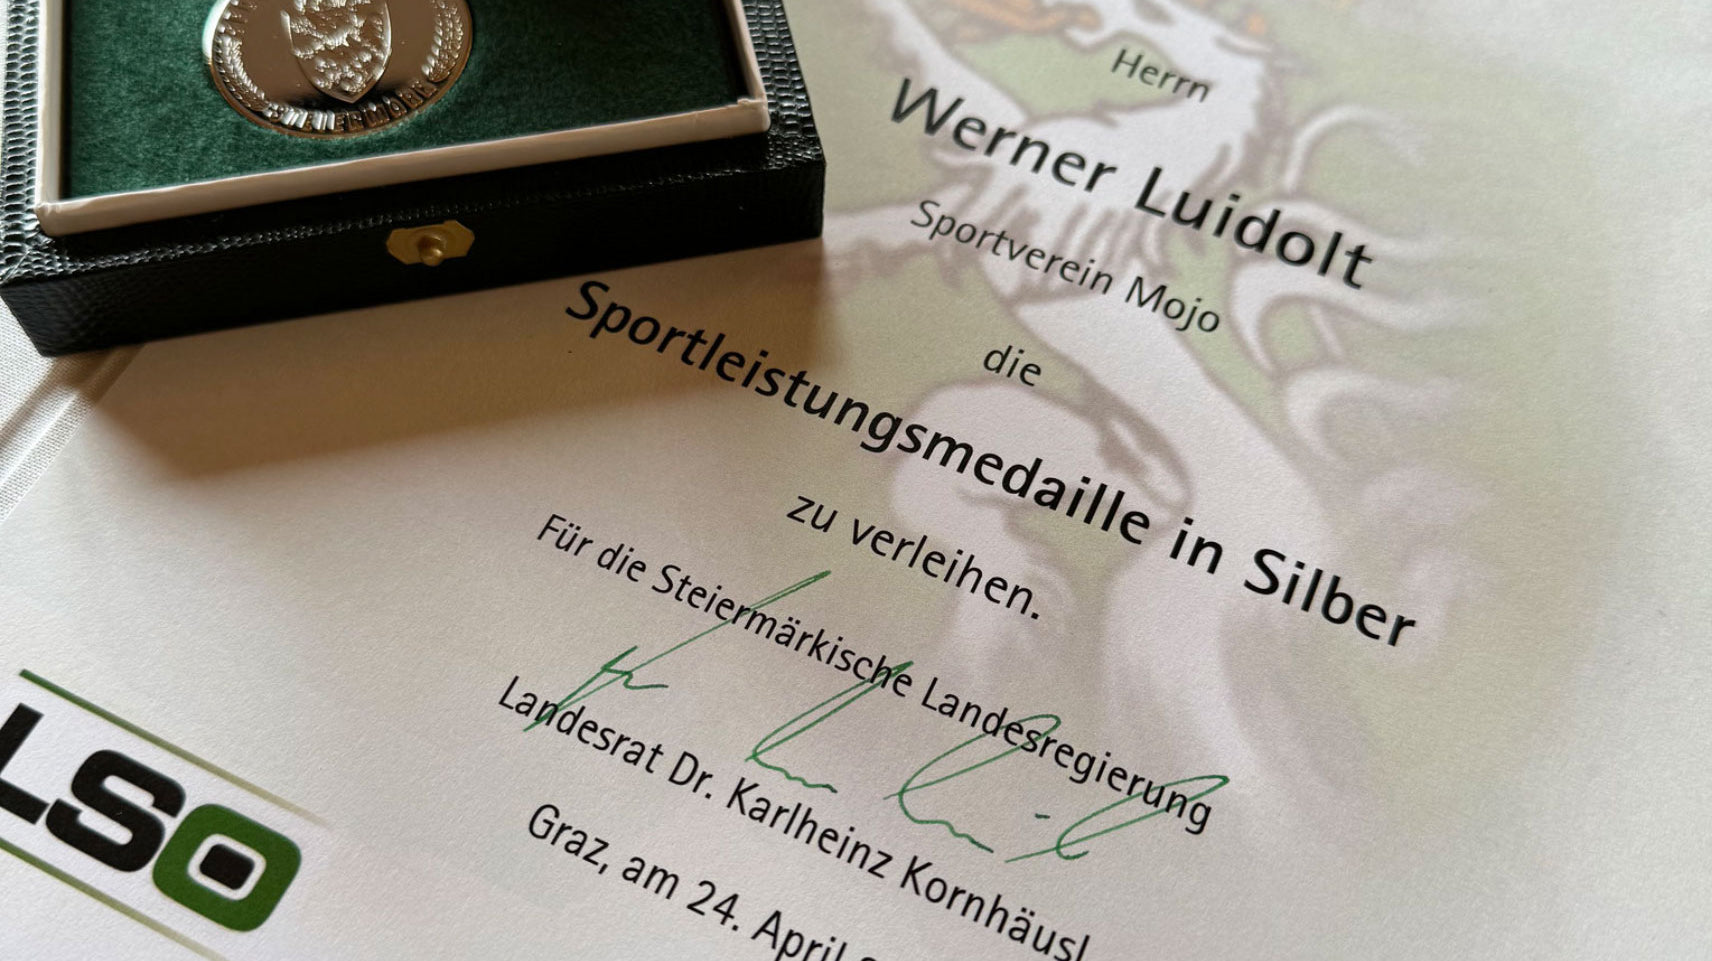 STEIERMARK
Herrn
Werner Luidolt
Sportverein Mojo
die
Sportleistungsmedaille in Silber
zu verleihen.
Für die Steiermärkische Landesregierung
Landesrat Dr. Karlheinz Kornhäusl
Graz, am 24. April
LSO